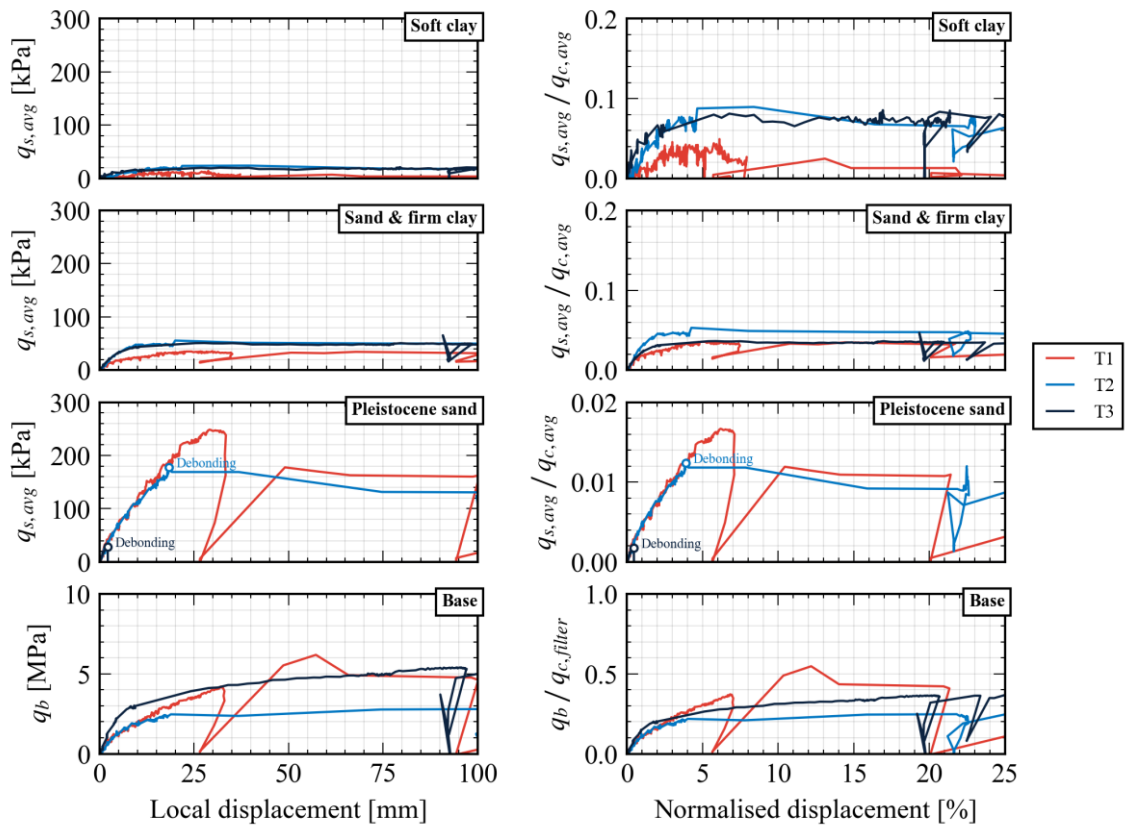 Soft clay
300
200
100
0
q_{s,avg} [kPa]
Soft clay
0.2
0.1
0.0
q_{s,avg} / q_{c,avg}
Sand & firm clay
300
200
100
0
q_{s,avg} [kPa]
Sand & firm clay
0.2
0.1
0.0
q_{s,avg} / q_{c,avg}
T1
T2
T3
Pleistocene sand
300
200
100
0
q_{s,avg} [kPa]
Debonding
Debonding
Pleistocene sand
0.02
0.01
0.00
q_{s,avg} / q_{c,avg}
Debonding
Debonding
Base
10
5
0
q_b [MPa]
0 25 50 75 100
Local displacement [mm]
Base
1.0
0.5
0.0
q_b / q_{c,filter}
0 5 10 15 20 25
Normalised displacement [%]